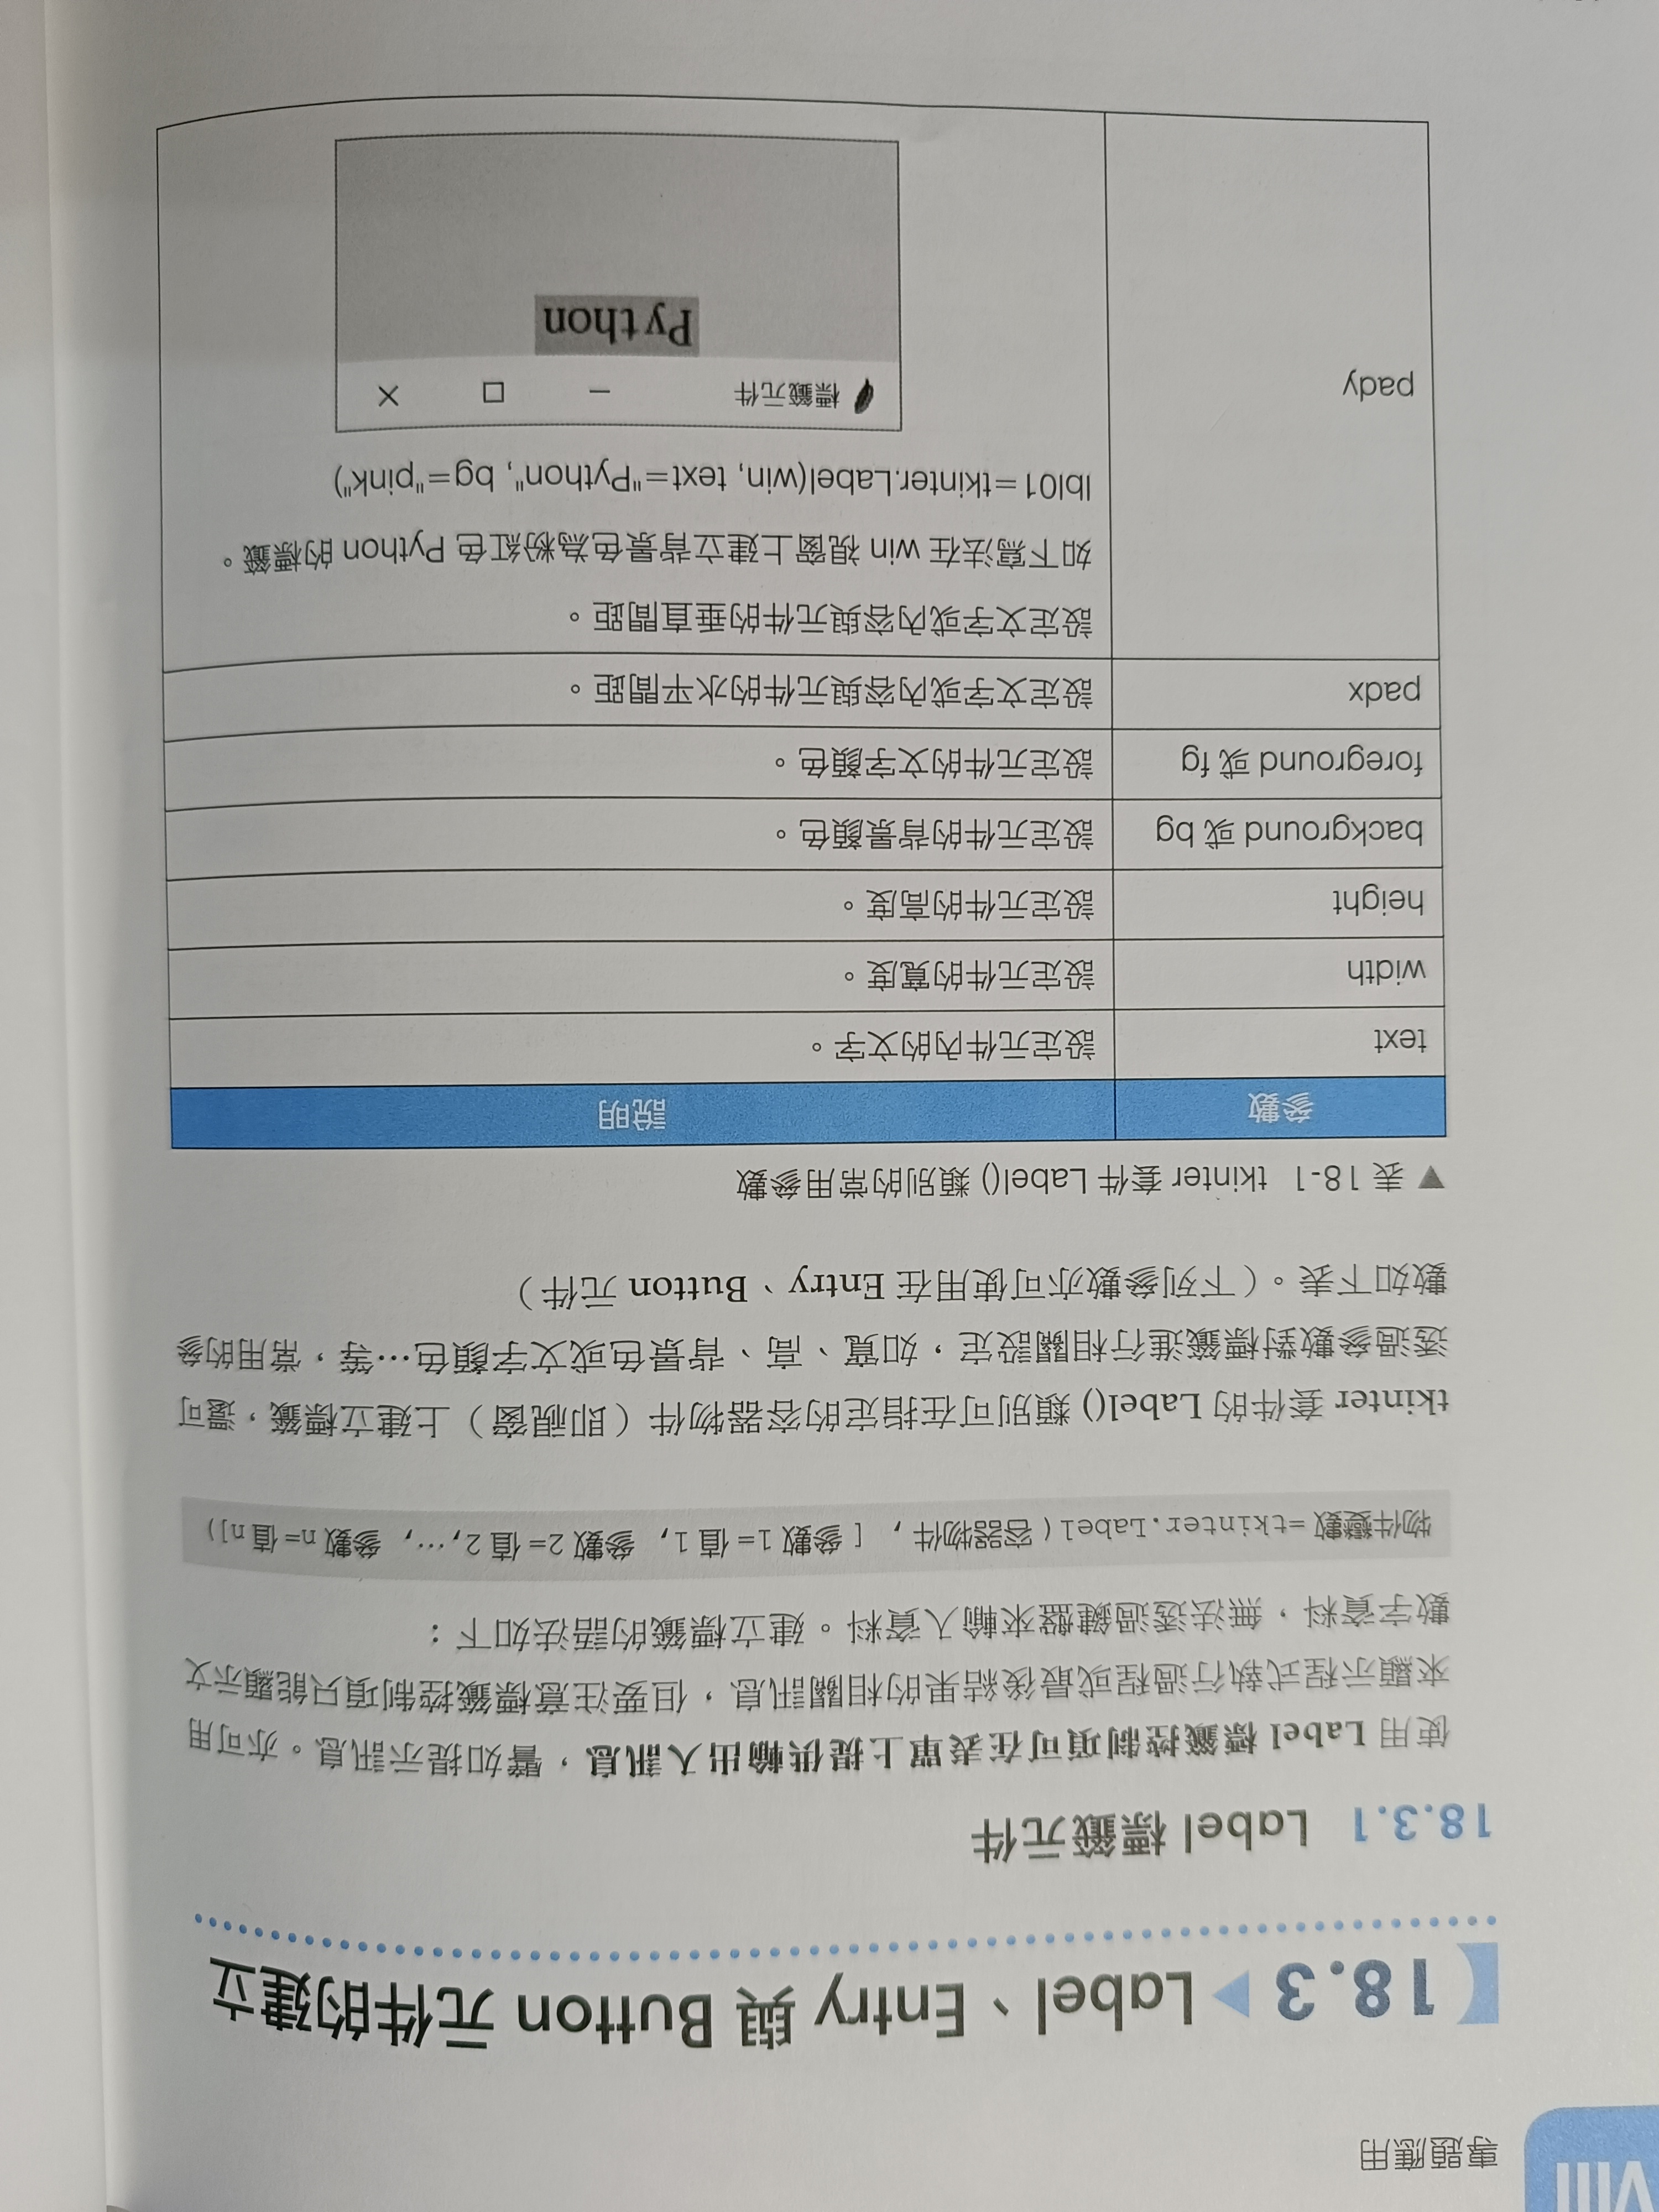 VIII
專題應用
18.3 ▶ Label、Entry 與 Button 元件的建立
18.3.1 Label 標籤元件
使用 Label 標籤控制項可在表單上提供輸出入訊息，譬如提示訊息。亦可用
來顯示程式執行過程或最後結果的相關訊息，但要注意標籤控制項只能顯示文
數字資料，無法透過鍵盤來輸入資料。建立標籤的語法如下：
物件變數=tkinter.Label(容器物件, [參數1=值1, 參數2=值2,…, 參數n=值n])
tkinter 套件的 Label() 類別可在指定的容器物件（即視窗）上建立標籤，還可
透過參數對標籤進行相關設定，如寬、高、背景色或文字顏色…等，常用的參
數如下表。（下列參數亦可使用在 Entry、Button 元件）
▼ 表 18-1 tkinter 套件 Label() 類別的常用參數
參數 說明
text 設定元件內的文字。
width 設定元件的寬度。
height 設定元件的高度。
background 或 bg 設定元件的背景顏色。
foreground 或 fg 設定元件的文字顏色。
padx 設定文字或內容與元件的水平間距。
pady 設定文字或內容與元件的垂直間距。
如下寫法在 win 視窗上建立背景色為粉紅色 Python 的標籤。
lbl01=tkinter.Label(win, text="Python", bg="pink")
標籤元件
Python